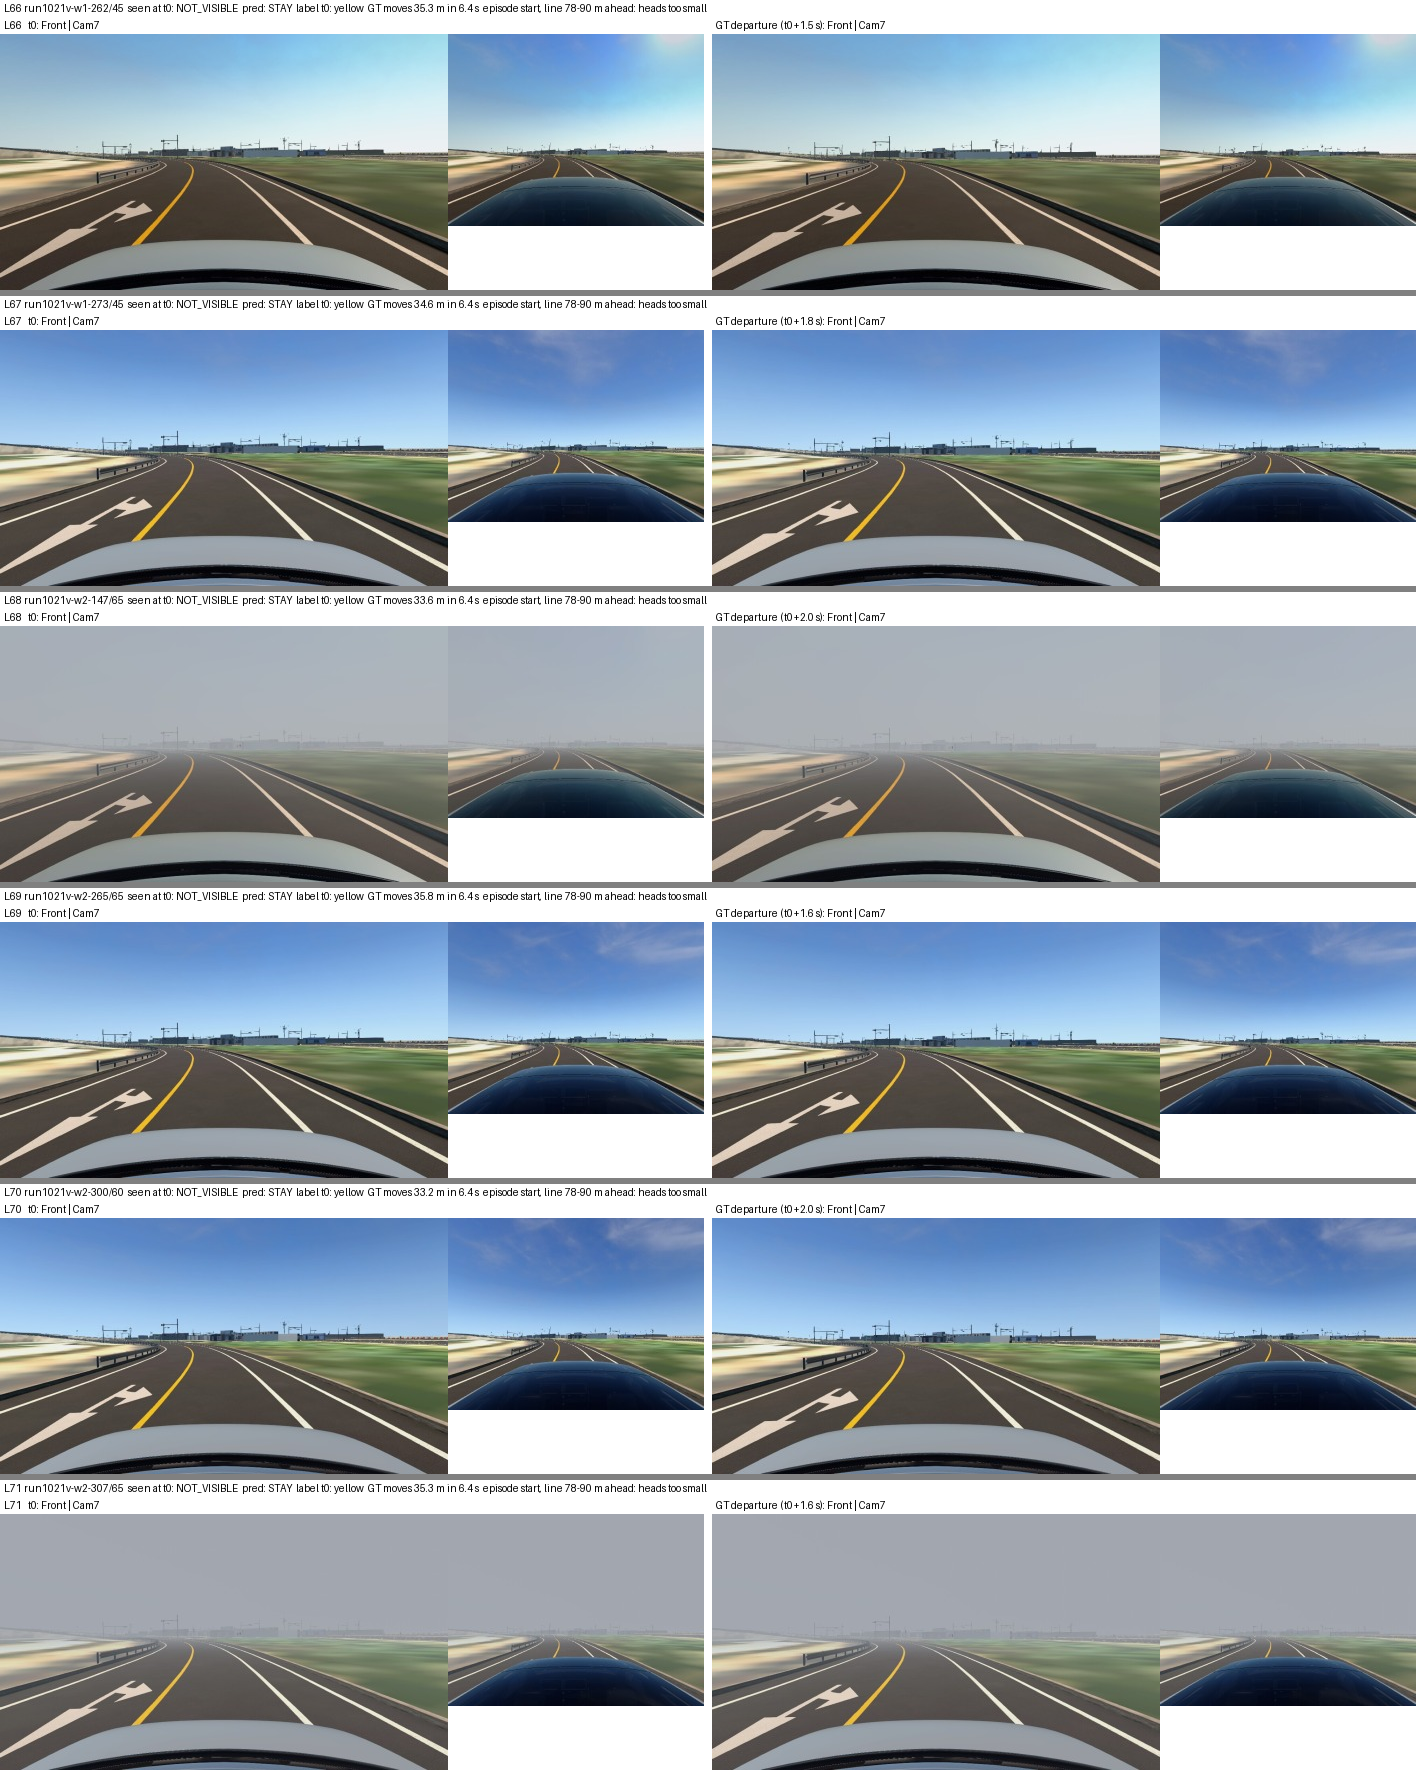 L66 run1021v-w1-262/45 seen at t0: NOT_VISIBLE pred: STAY label t0: yellow GT moves 35.3 m in 6.4 s episode start, line 78-90 m ahead: heads too small
L66 t0: Front | Cam7 GT departure (t0+1.5 s): Front | Cam7
L67 run1021v-w1-273/45 seen at t0: NOT_VISIBLE pred: STAY label t0: yellow GT moves 34.6 m in 6.4 s episode start, line 78-90 m ahead: heads too small
L67 t0: Front | Cam7 GT departure (t0+1.8 s): Front | Cam7
L68 run1021v-w2-147/65 seen at t0: NOT_VISIBLE pred: STAY label t0: yellow GT moves 33.6 m in 6.4 s episode start, line 78-90 m ahead: heads too small
L68 t0: Front | Cam7 GT departure (t0+2.0 s): Front | Cam7
L69 run1021v-w2-265/65 seen at t0: NOT_VISIBLE pred: STAY label t0: yellow GT moves 35.8 m in 6.4 s episode start, line 78-90 m ahead: heads too small
L69 t0: Front | Cam7 GT departure (t0+1.6 s): Front | Cam7
L70 run1021v-w2-300/60 seen at t0: NOT_VISIBLE pred: STAY label t0: yellow GT moves 33.2 m in 6.4 s episode start, line 78-90 m ahead: heads too small
L70 t0: Front | Cam7 GT departure (t0+2.0 s): Front | Cam7
L71 run1021v-w2-307/65 seen at t0: NOT_VISIBLE pred: STAY label t0: yellow GT moves 35.3 m in 6.4 s episode start, line 78-90 m ahead: heads too small
L71 t0: Front | Cam7 GT departure (t0+1.6 s): Front | Cam7